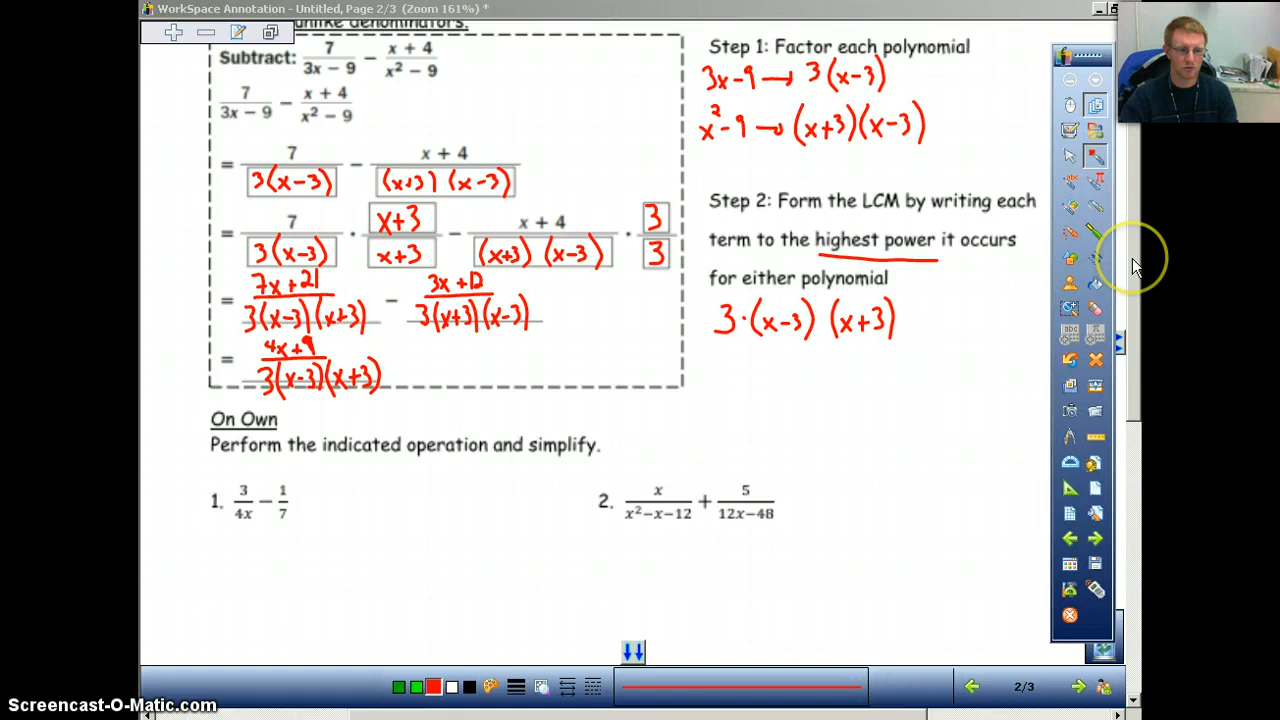 WorkSpace Annotation - Untitled, Page 2/3 (Zoom 161%) *
unlike denominators.
Subtract: 7/(3x − 9) − (x + 4)/(x² − 9)
7/(3x − 9) − (x + 4)/(x² − 9)
= 7/(3(x−3)) − (x + 4)/((x+3)(x−3))
= 7/(3(x−3)) · (x+3)/(x+3) − (x + 4)/((x+3)(x−3)) · 3/3
= (7x+21)/(3(x−3)(x+3)) − (3x+12)/(3(x+3)(x−3))
= (4x+9)/(3(x−3)(x+3))
Step 1: Factor each polynomial
3x−9 → 3(x−3)
x²−9 → (x+3)(x−3)
Step 2: Form the LCM by writing each
term to the highest power it occurs
for either polynomial
3·(x−3) (x+3)
On Own
Perform the indicated operation and simplify.
1. 3/(4x) − 1/7
2. x/(x²−x−12) + 5/(12x−48)
2/3
Screencast-O-Matic.com